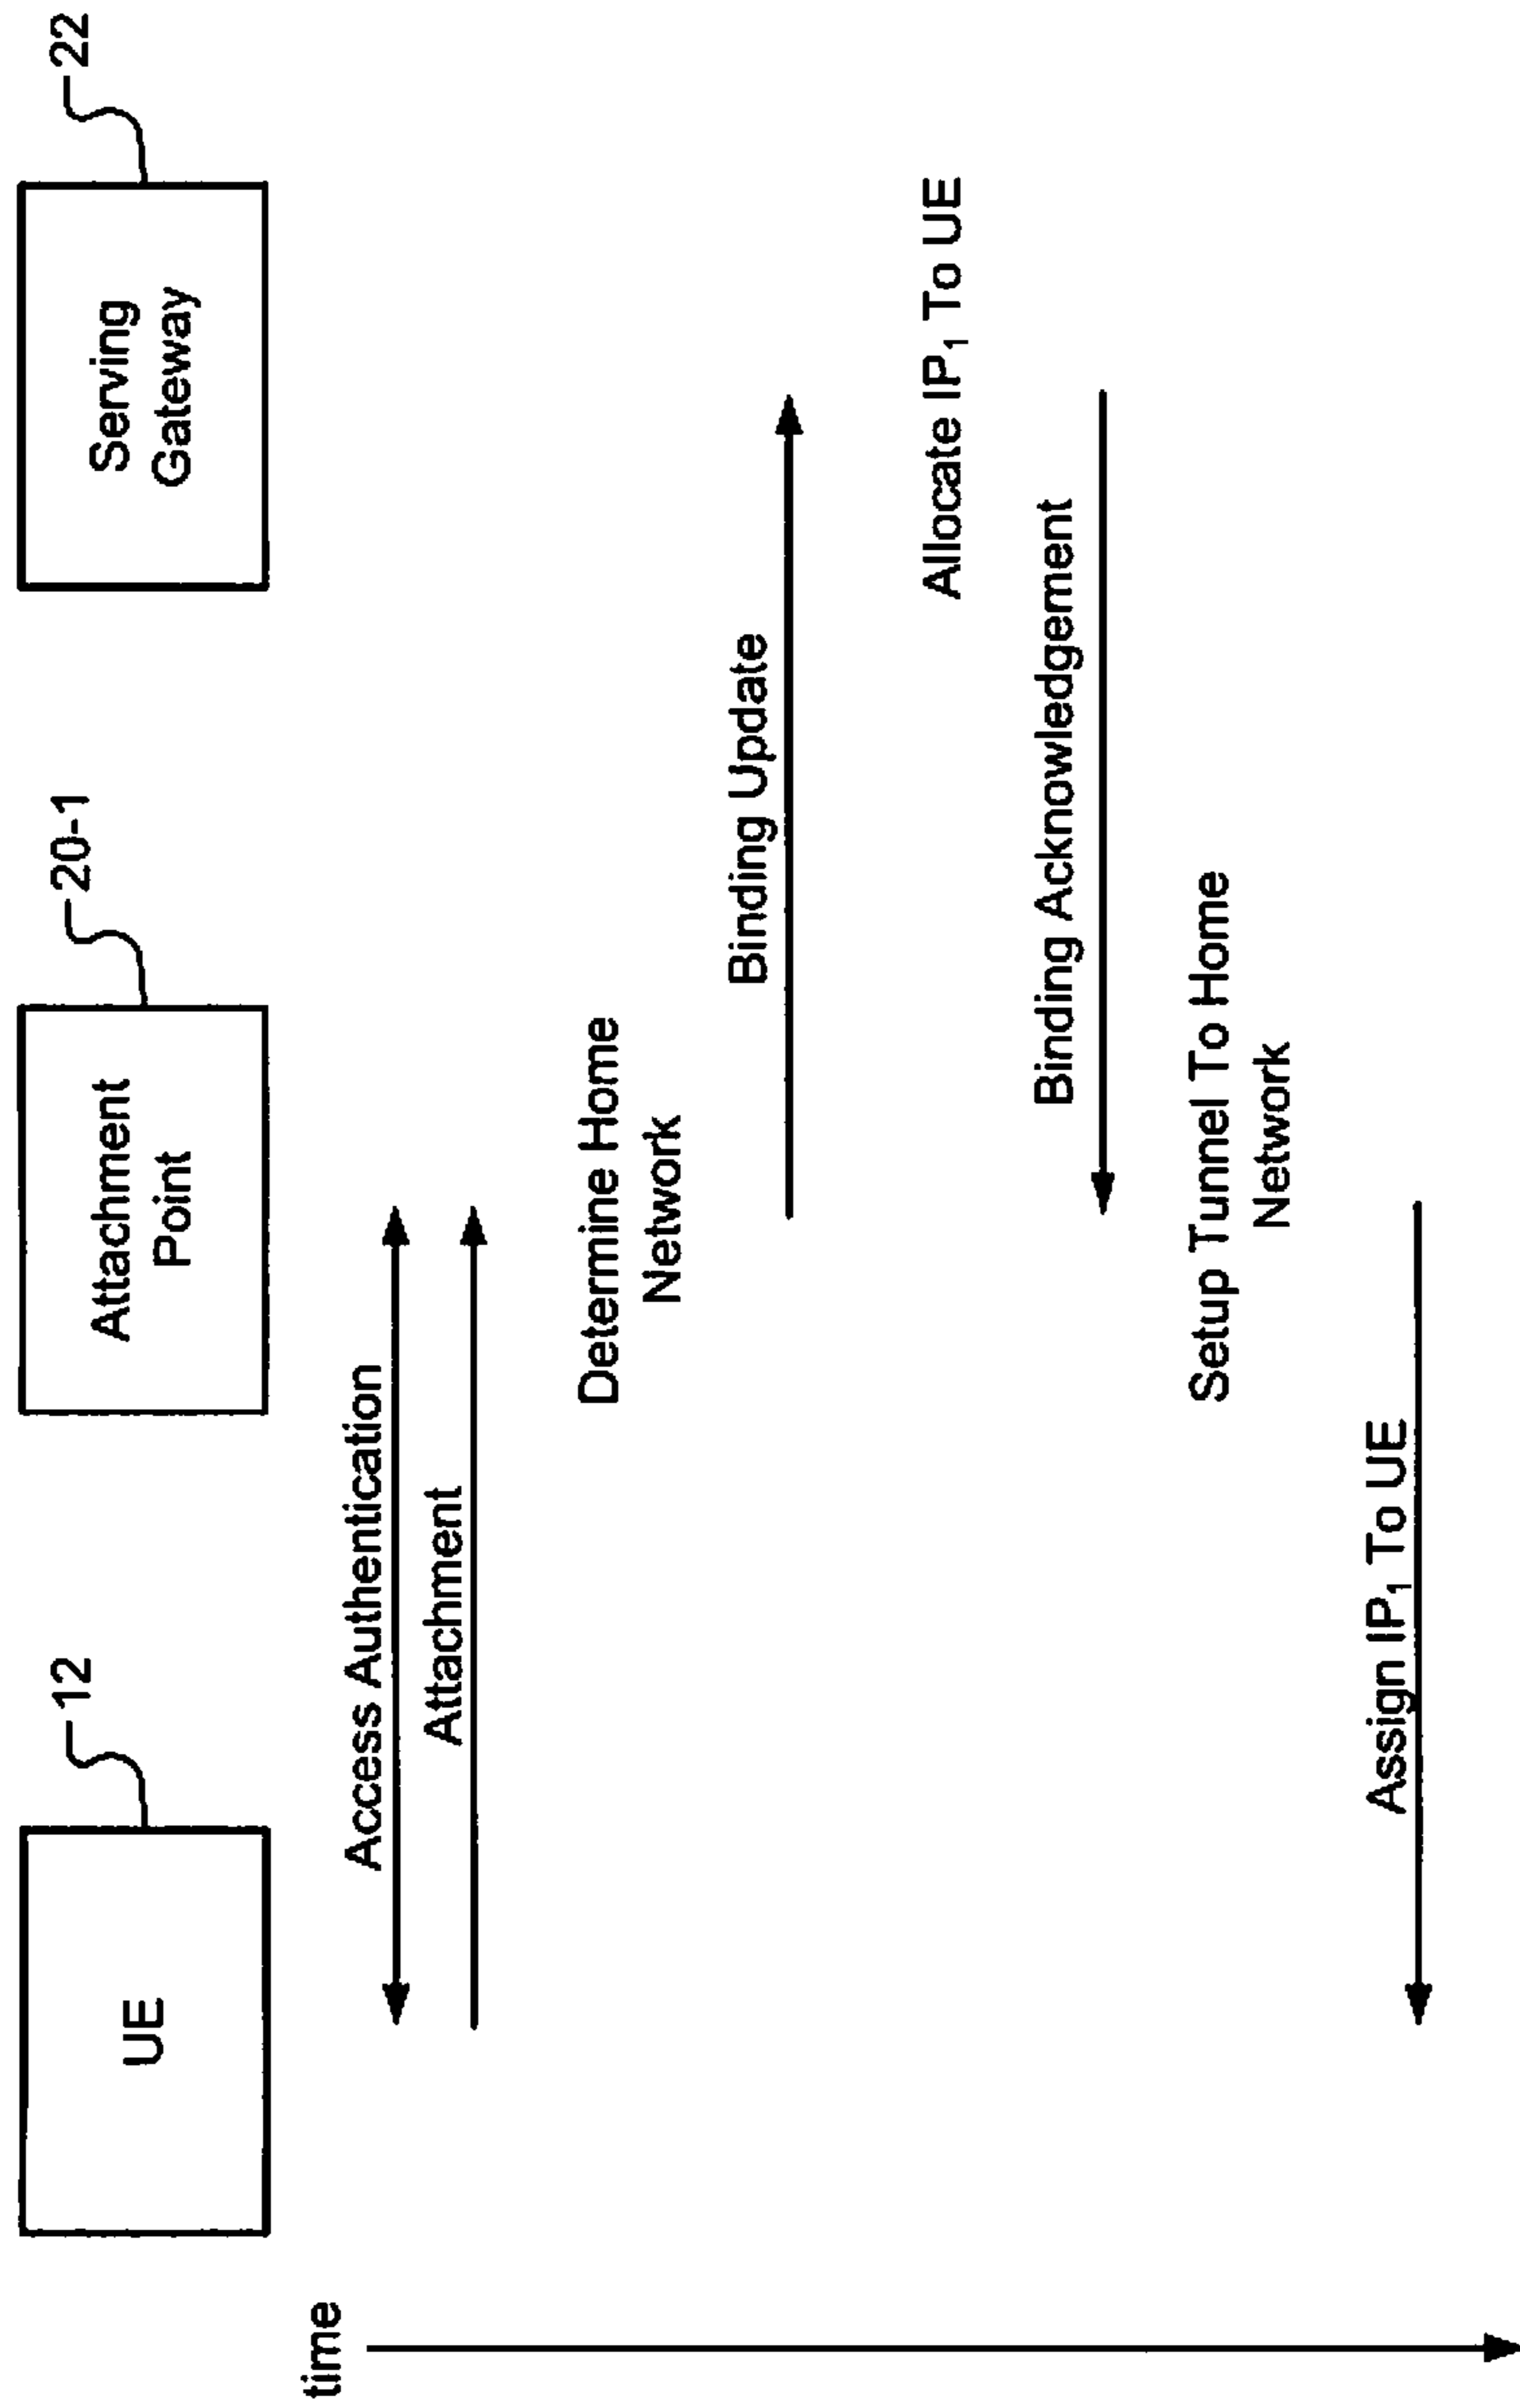 UE
12
Attachment
Point
20-1
Serving
Gateway
22
time
Access Authentication
Attachment
Determine Home
Network
Binding Update
Allocate IP₁ To UE
Binding Acknowledgement
Setup Tunnel To Home
Network
Assign IP₁ To UE